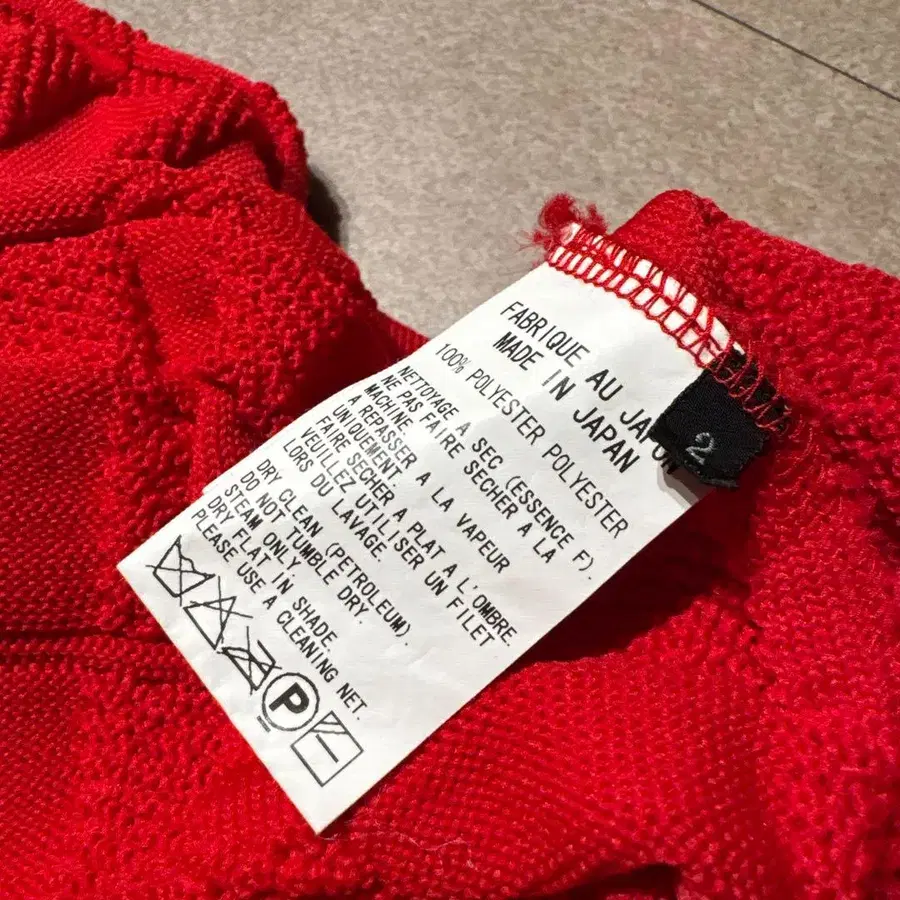 FABRIQUE AU JAPON
MADE IN JAPAN
100% POLYESTER POLYESTER
2
NETTOYAGE A SEC (ESSENCE F).
NE PAS FAIRE SECHER A LA
MACHINE.
A REPASSER A LA VAPEUR
UNIQUEMENT.
FAIRE SECHER A PLAT A L'OMBRE.
VEUILLEZ UTILISER UN FILET
LORS DU LAVAGE.
DRY CLEAN (PETROLEUM).
DO NOT TUMBLE DRY.
STEAM ONLY.
DRY FLAT IN SHADE.
PLEASE USE A CLEANING NET.
P